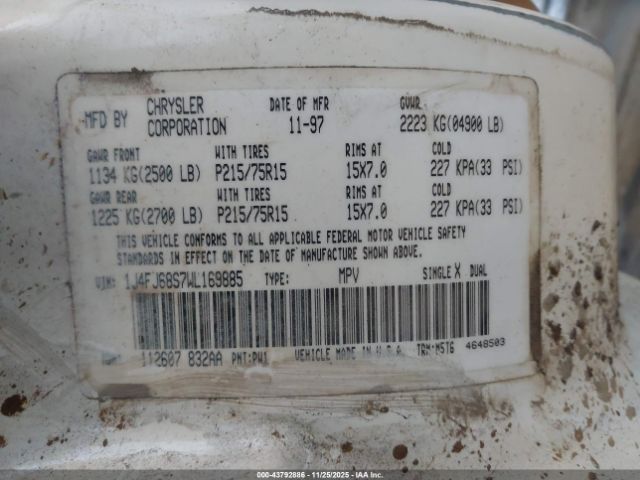 MFD BY CHRYSLER CORPORATION DATE OF MFR 11-97 GVWR 2223 KG(04900 LB)
GAWR FRONT WITH TIRES RIMS AT COLD
1134 KG(2500 LB) P215/75R15 15X7.0 227 KPA(33 PSI)
GAWR REAR WITH TIRES RIMS AT COLD
1225 KG(2700 LB) P215/75R15 15X7.0 227 KPA(33 PSI)
THIS VEHICLE CONFORMS TO ALL APPLICABLE FEDERAL MOTOR VEHICLE SAFETY
STANDARDS IN EFFECT ON THE DATE OF MANUFACTURE SHOWN ABOVE.
VIN: 1J4FJ68S7WL169885 TYPE: MPV SINGLE X DUAL
112607 832AA PNT:PW1 VEHICLE MADE IN U.S.A. TRM:M5T6 4648503
000-43792886 - 11/25/2025 - IAAI.COM